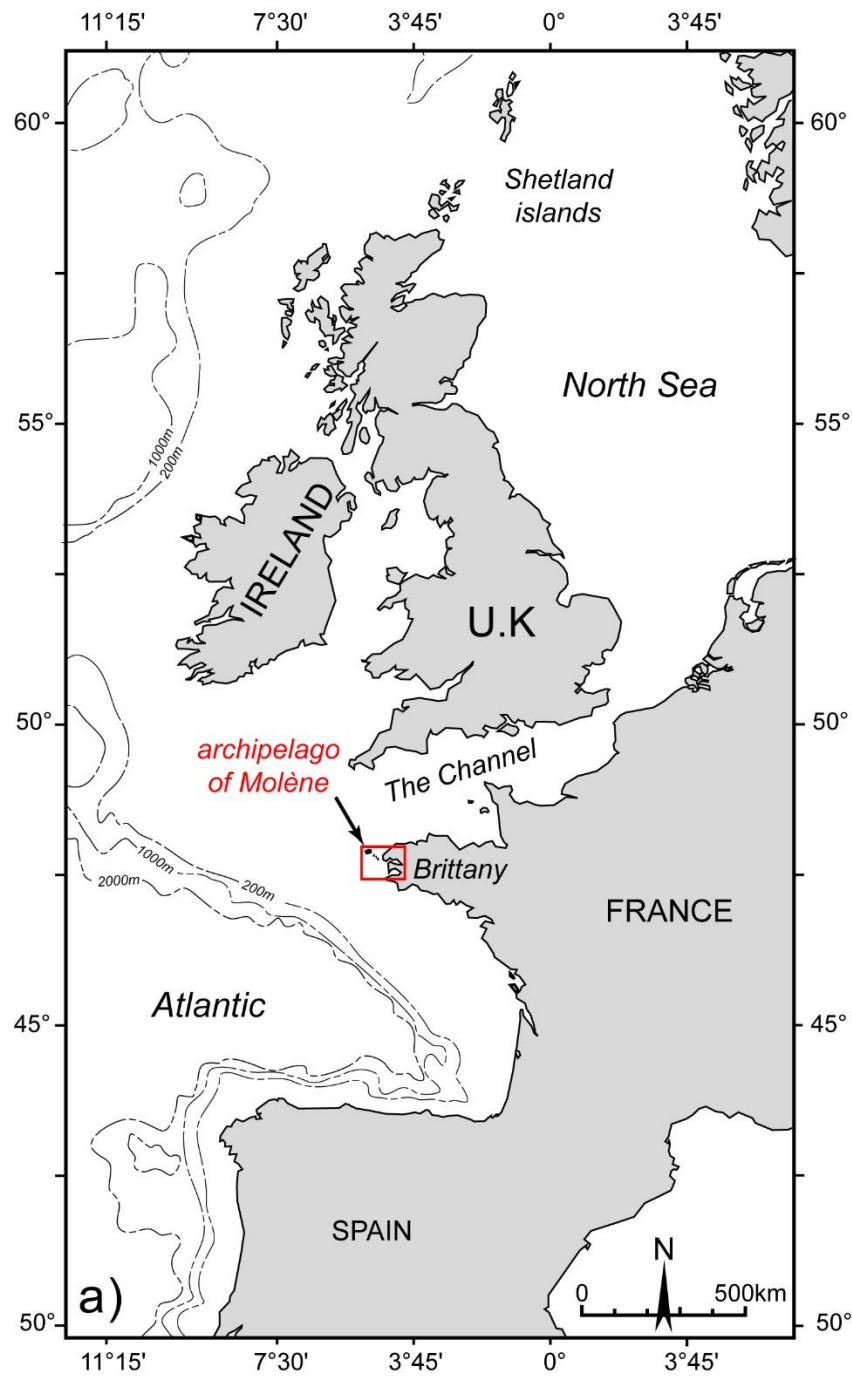 11°15' 7°30' 3°45' 0° 3°45'
60° 60°
Shetland
islands
North Sea
55° 55°
1000m
200m
IRELAND
U.K
50° 50°
archipelago
of Molène
The Channel
1000m
200m
2000m
Brittany
FRANCE
Atlantic
45° 45°
SPAIN
N
a)
0 500km
50° 50°
11°15' 7°30' 3°45' 0° 3°45'